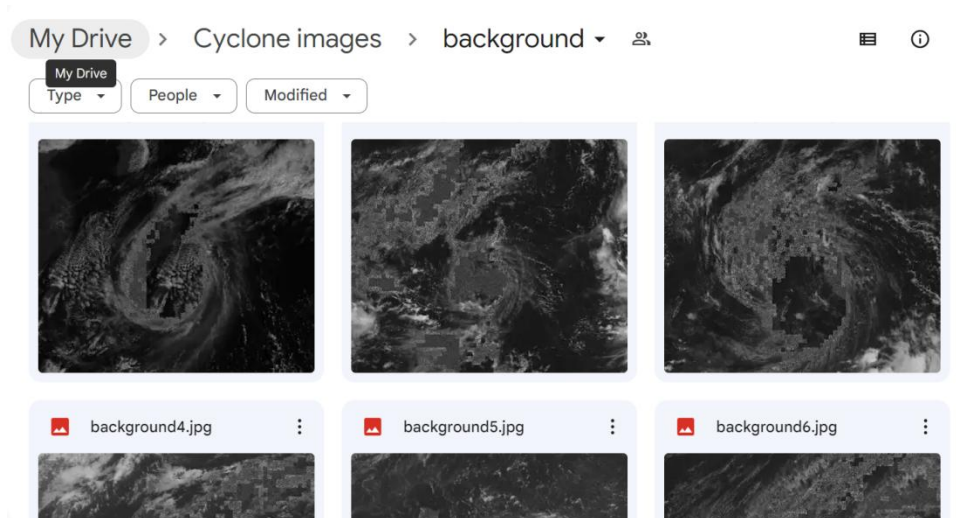 My Drive > Cyclone images > background
My Drive
Type People Modified
background4.jpg background5.jpg background6.jpg